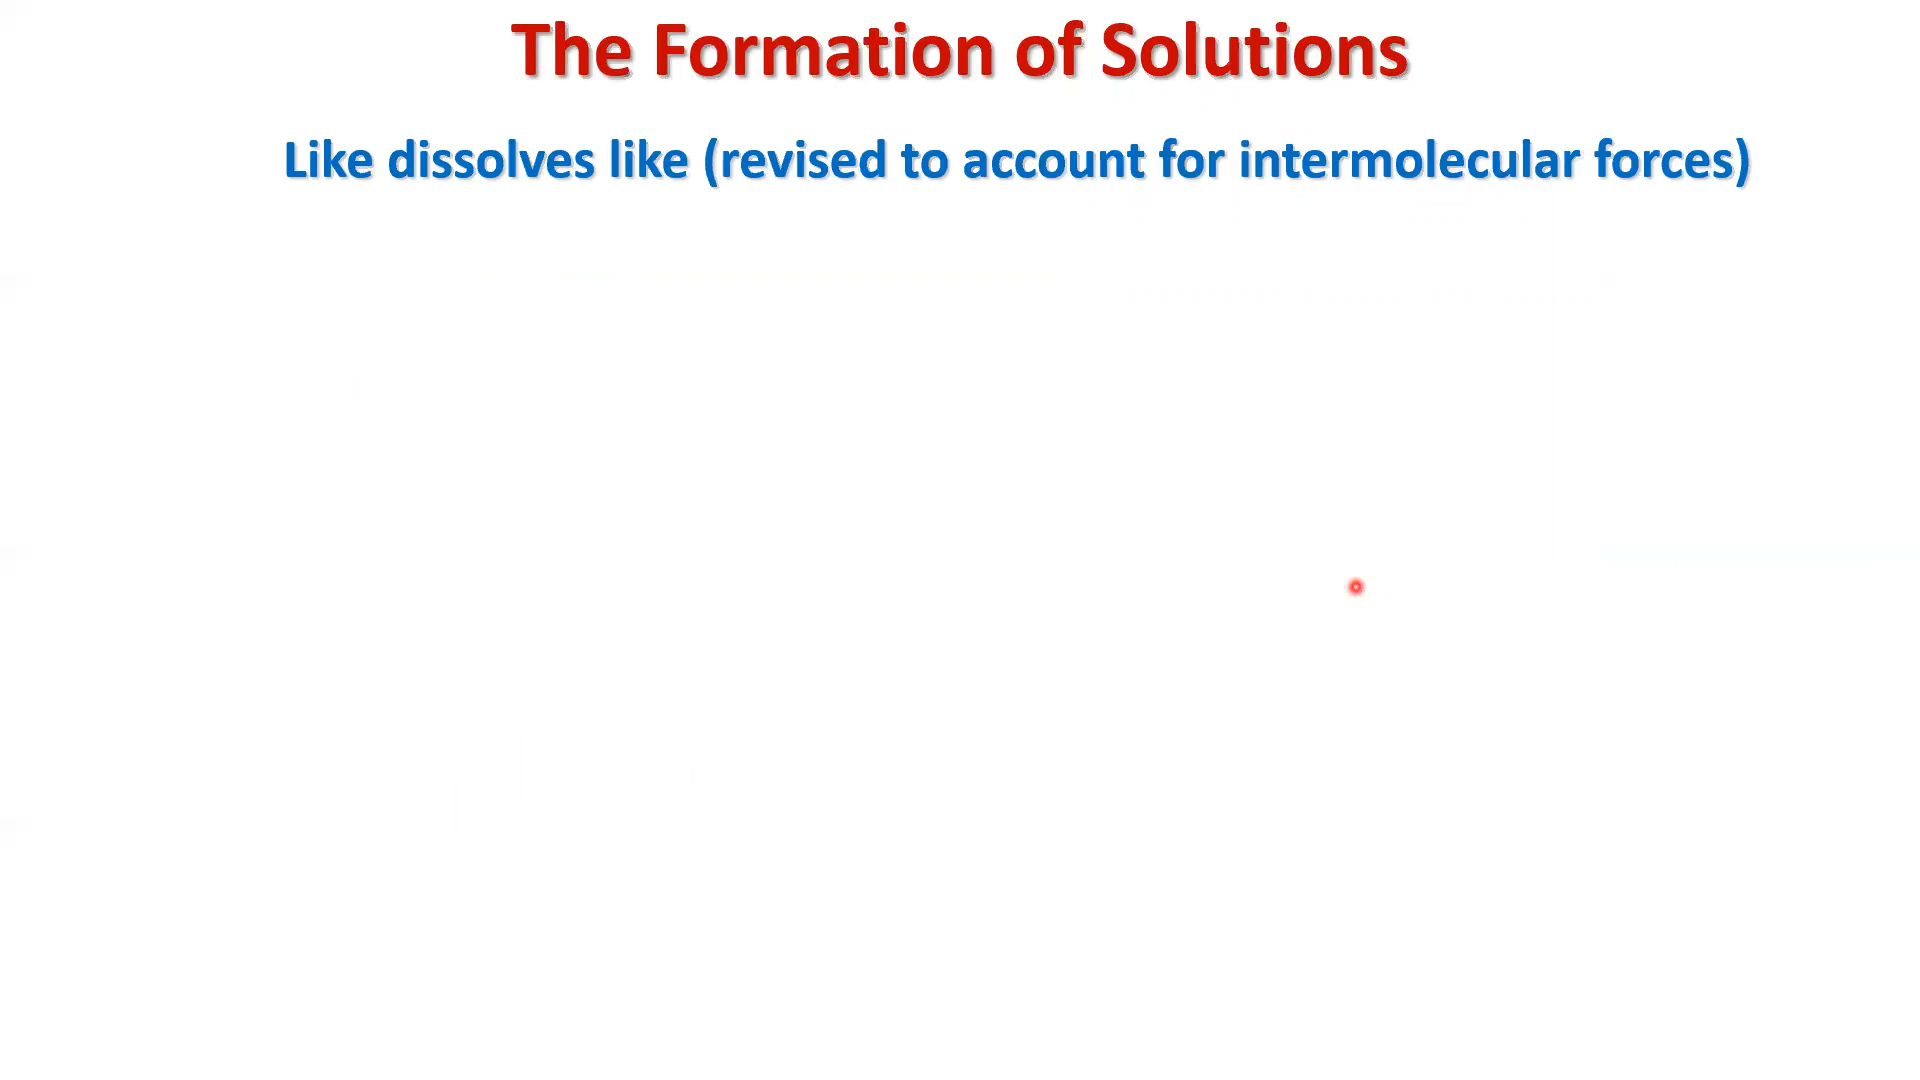 The Formation of Solutions
Like dissolves like (revised to account for intermolecular forces)